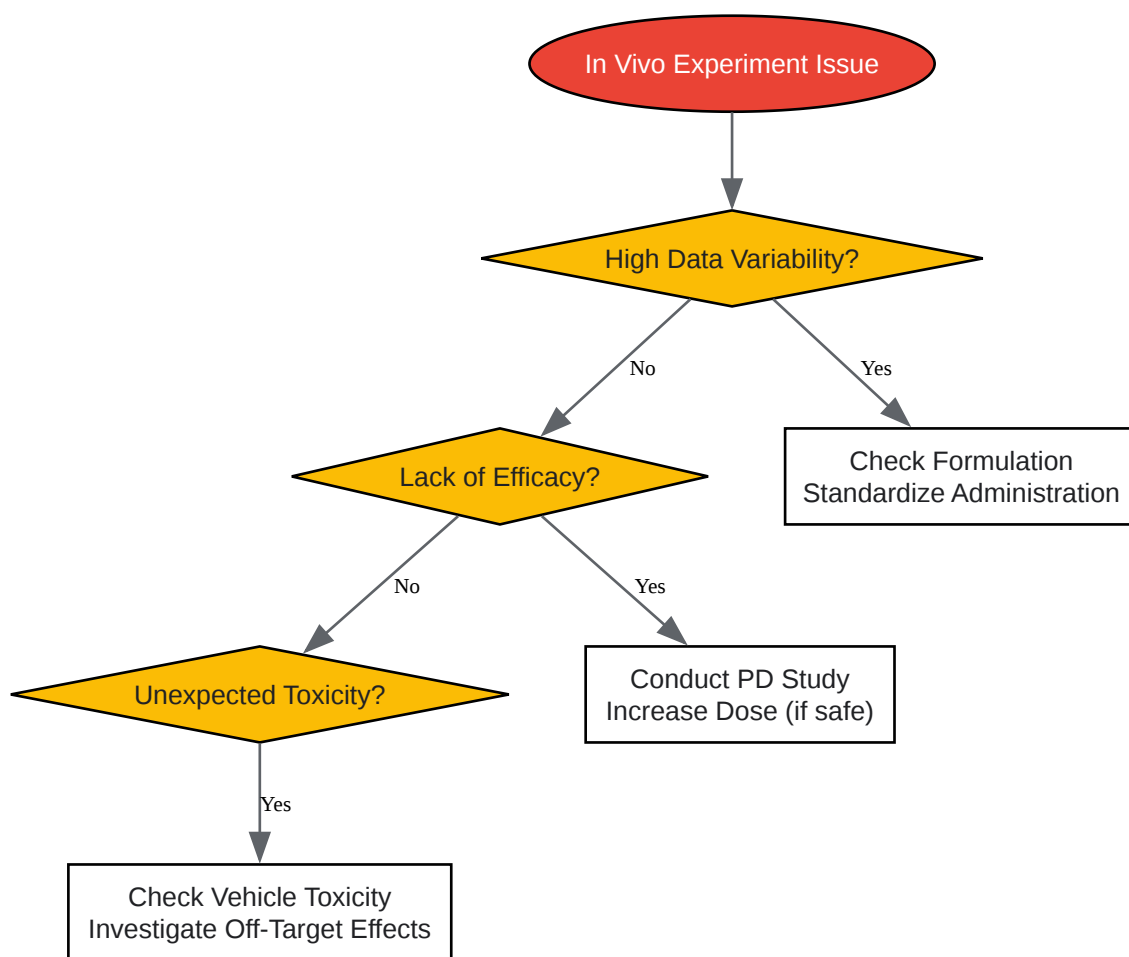 In Vivo Experiment Issue
High Data Variability?
No
Yes
Lack of Efficacy?
Check Formulation
Standardize Administration
No
Yes
Unexpected Toxicity?
Conduct PD Study
Increase Dose (if safe)
Yes
Check Vehicle Toxicity
Investigate Off-Target Effects